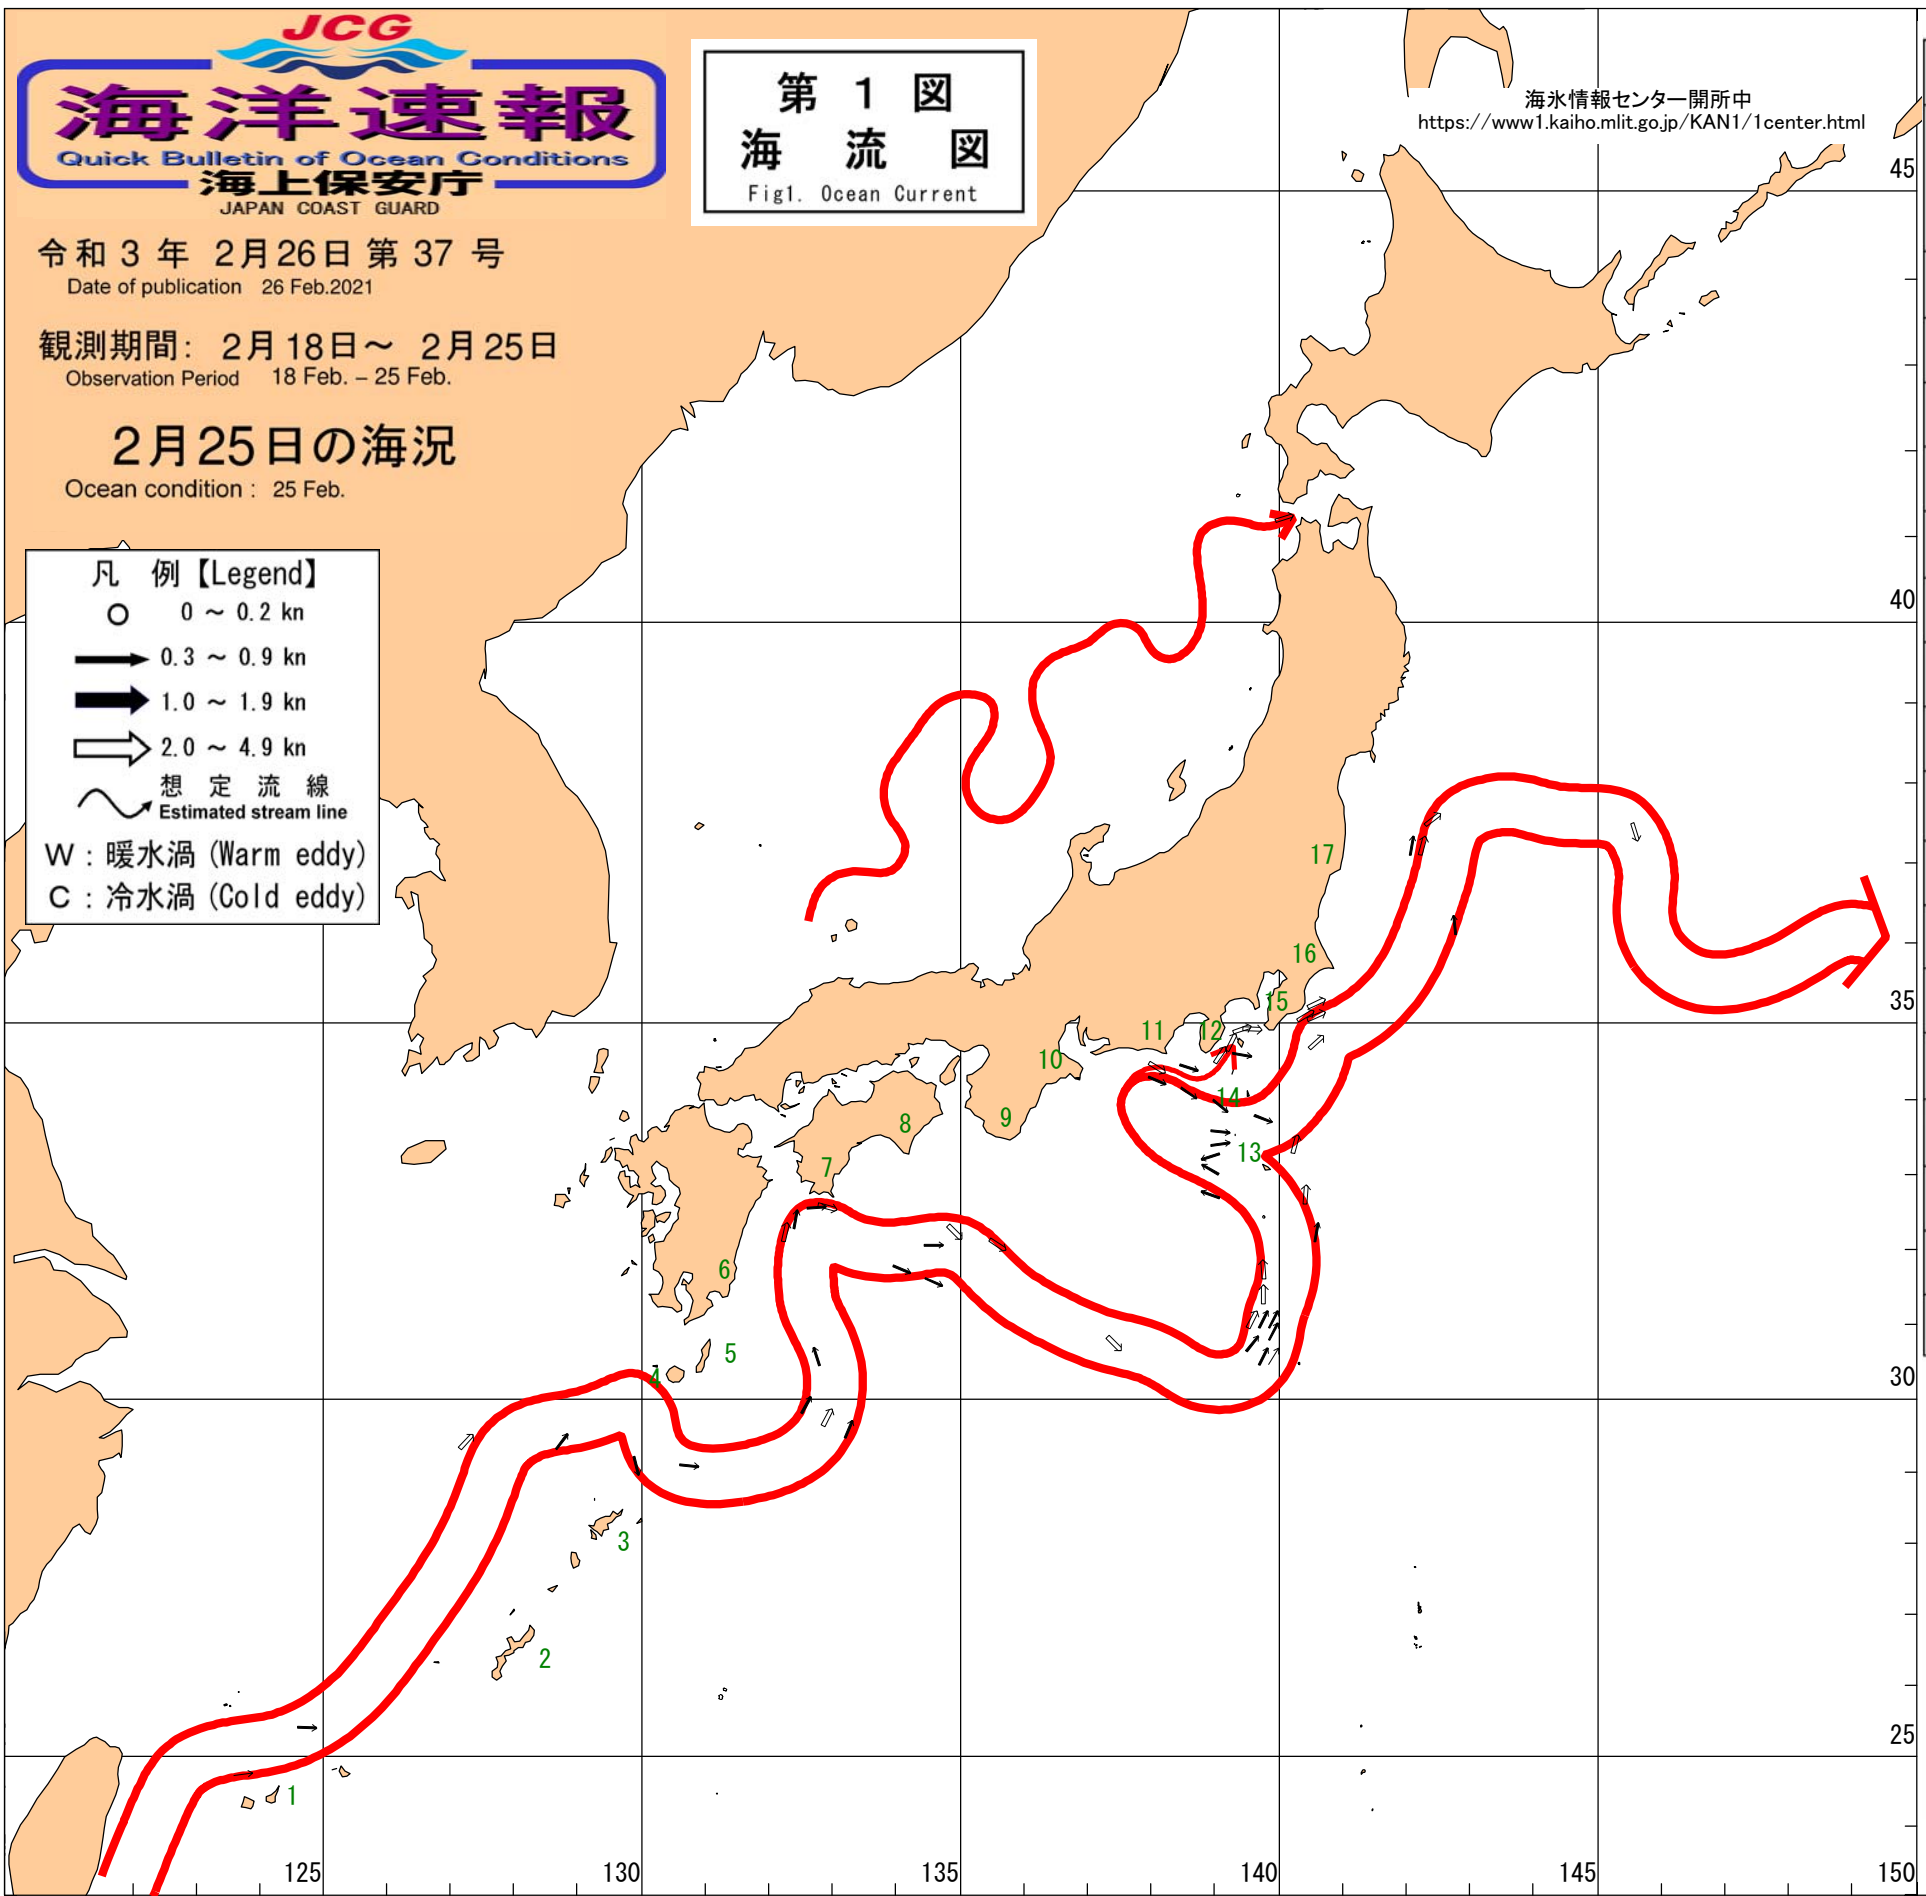 JCG
海洋速報
Quick Bulletin of Ocean Conditions
海上保安庁
JAPAN COAST GUARD
第 1 図
海 流 図
Fig1. Ocean Current
海氷情報センター開所中
https://www1.kaiho.mlit.go.jp/KAN1/1center.html
令和 3 年 2月26日 第 37 号
Date of publication 26 Feb.2021
観測期間: 2月18日～ 2月25日
Observation Period 18 Feb. – 25 Feb.
2月25日の海況
Ocean condition : 25 Feb.
凡 例【Legend】
0 ～ 0.2 kn
0.3 ～ 0.9 kn
1.0 ～ 1.9 kn
2.0 ～ 4.9 kn
想 定 流 線
Estimated stream line
W : 暖水渦 (Warm eddy)
C : 冷水渦 (Cold eddy)
45
40
17
16
35
15
12
11
10
14
9
8
13
7
6
5
4
30
3
2
25
1
125
130
135
140
145
150